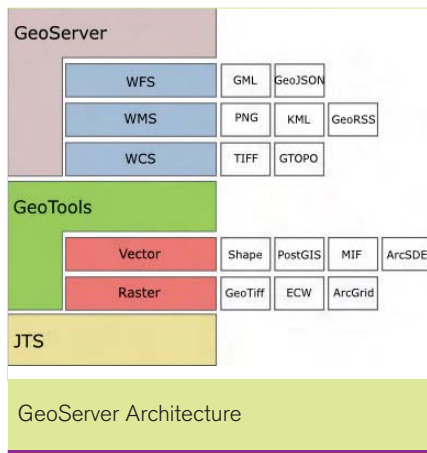 GeoServer
WFS GML GeoJSON
WMS PNG KML GeoRSS
WCS TIFF GTOPO
GeoTools
Vector Shape PostGIS MIF ArcSDE
Raster GeoTiff ECW ArcGrid
JTS
GeoServer Architecture